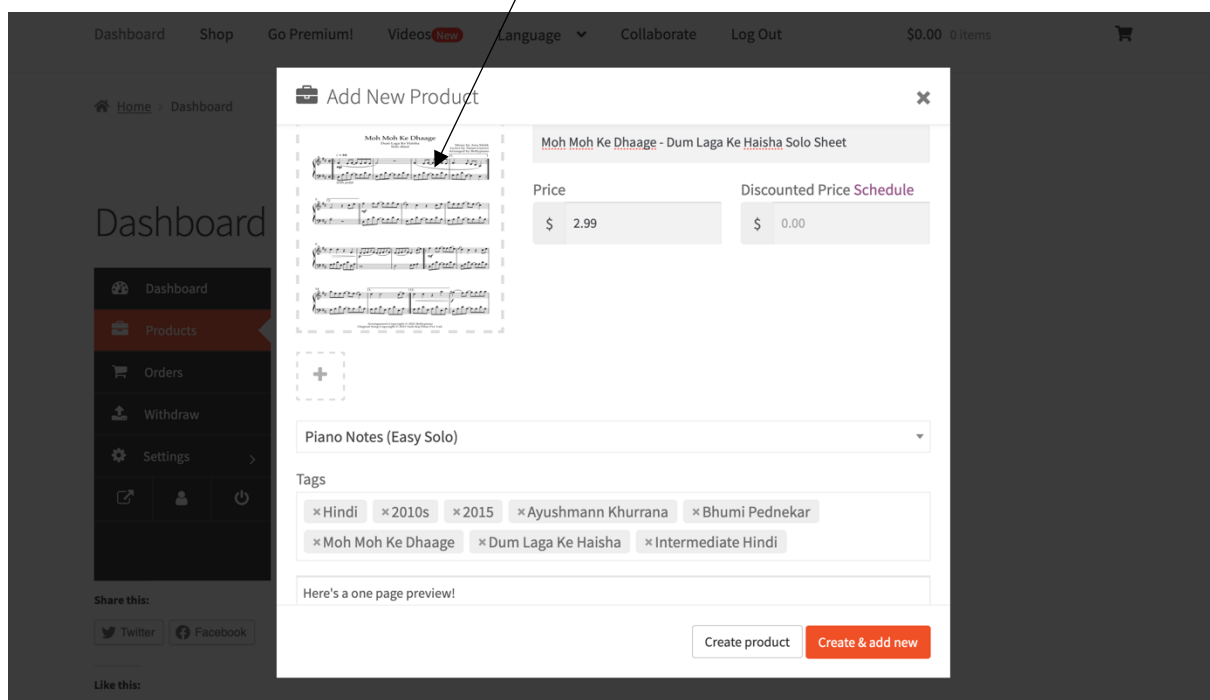 Dashboard Shop Go Premium! Videos New Language Collaborate Log Out $0.00 0 items
Home > Dashboard
Add New Product
Moh Moh Ke Dhaage
Dum Laga Ke Haisha
Moh Moh Ke Dhaage - Dum Laga Ke Haisha Solo Sheet
Price
Discounted Price Schedule
$ 2.99
$ 0.00
Dashboard
Dashboard
Products
Orders
Withdraw
Settings
Piano Notes (Easy Solo)
Tags
×Hindi ×2010s ×2015 ×Ayushmann Khurrana ×Bhumi Pednekar
×Moh Moh Ke Dhaage ×Dum Laga Ke Haisha ×Intermediate Hindi
Here's a one page preview!
Create product Create & add new
Share this:
Twitter Facebook
Like this: